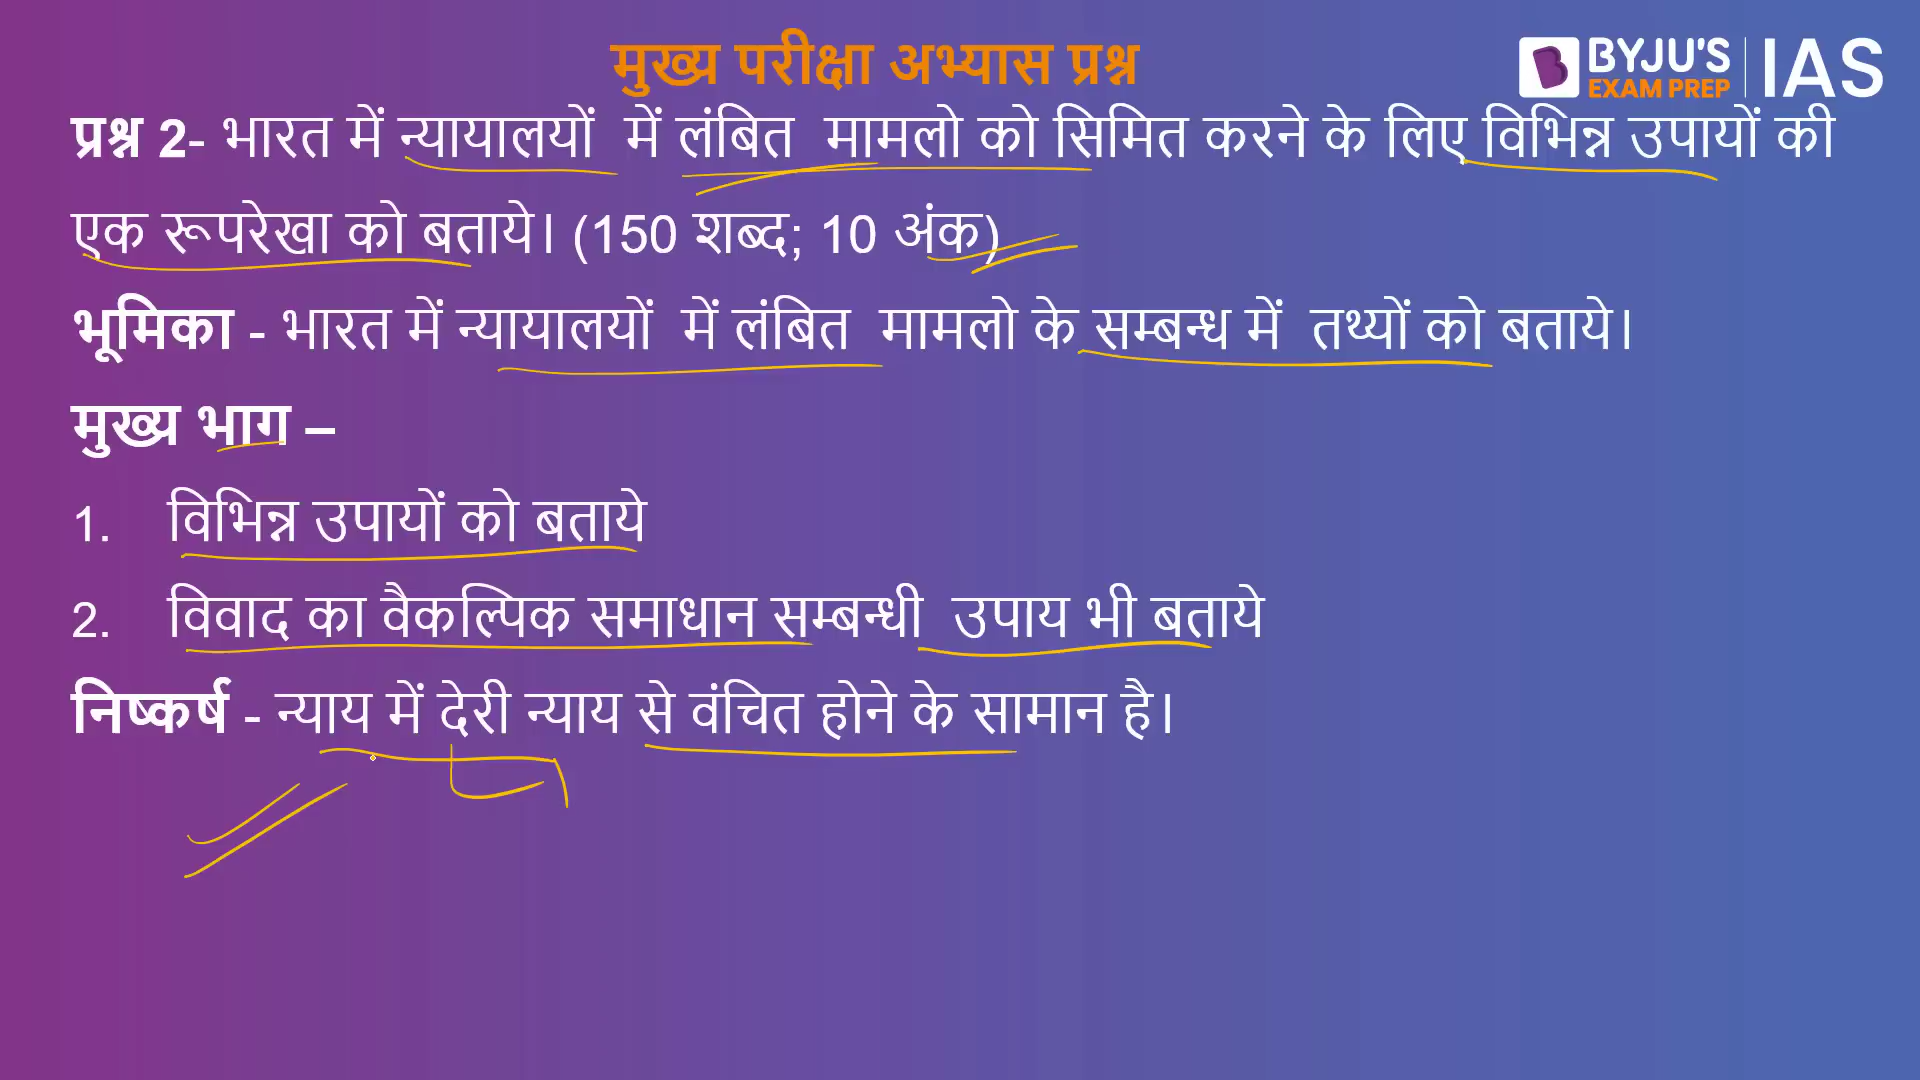 मुख्य परीक्षा अभ्यास प्रश्न
BYJU'S
EXAM PREP
IAS
प्रश्न 2- भारत में न्यायालयों में लंबित मामलो को सिमित करने के लिए विभिन्न उपायों की
एक रूपरेखा को बताये। (150 शब्द; 10 अंक)
भूमिका - भारत में न्यायालयों में लंबित मामलो के सम्बन्ध में तथ्यों को बताये।
मुख्य भाग –
1. विभिन्न उपायों को बताये
2. विवाद का वैकल्पिक समाधान सम्बन्धी उपाय भी बताये
निष्कर्ष - न्याय में देरी न्याय से वंचित होने के सामान है।